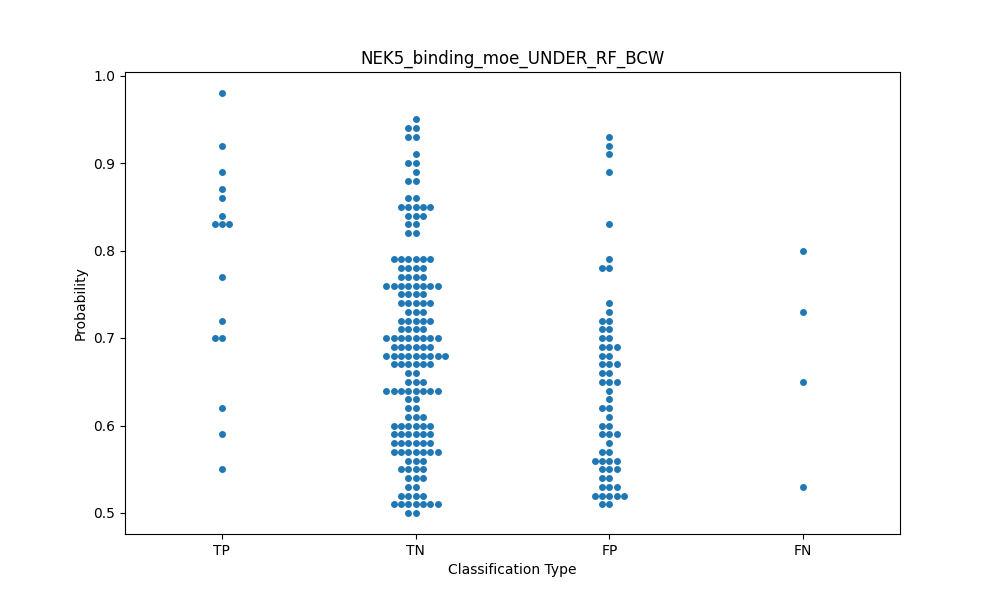 NEK5_binding_moe_UNDER_RF_BCW
1.0
0.9
0.8
0.7
0.6
0.5
Probability
TP TN FP FN
Classification Type